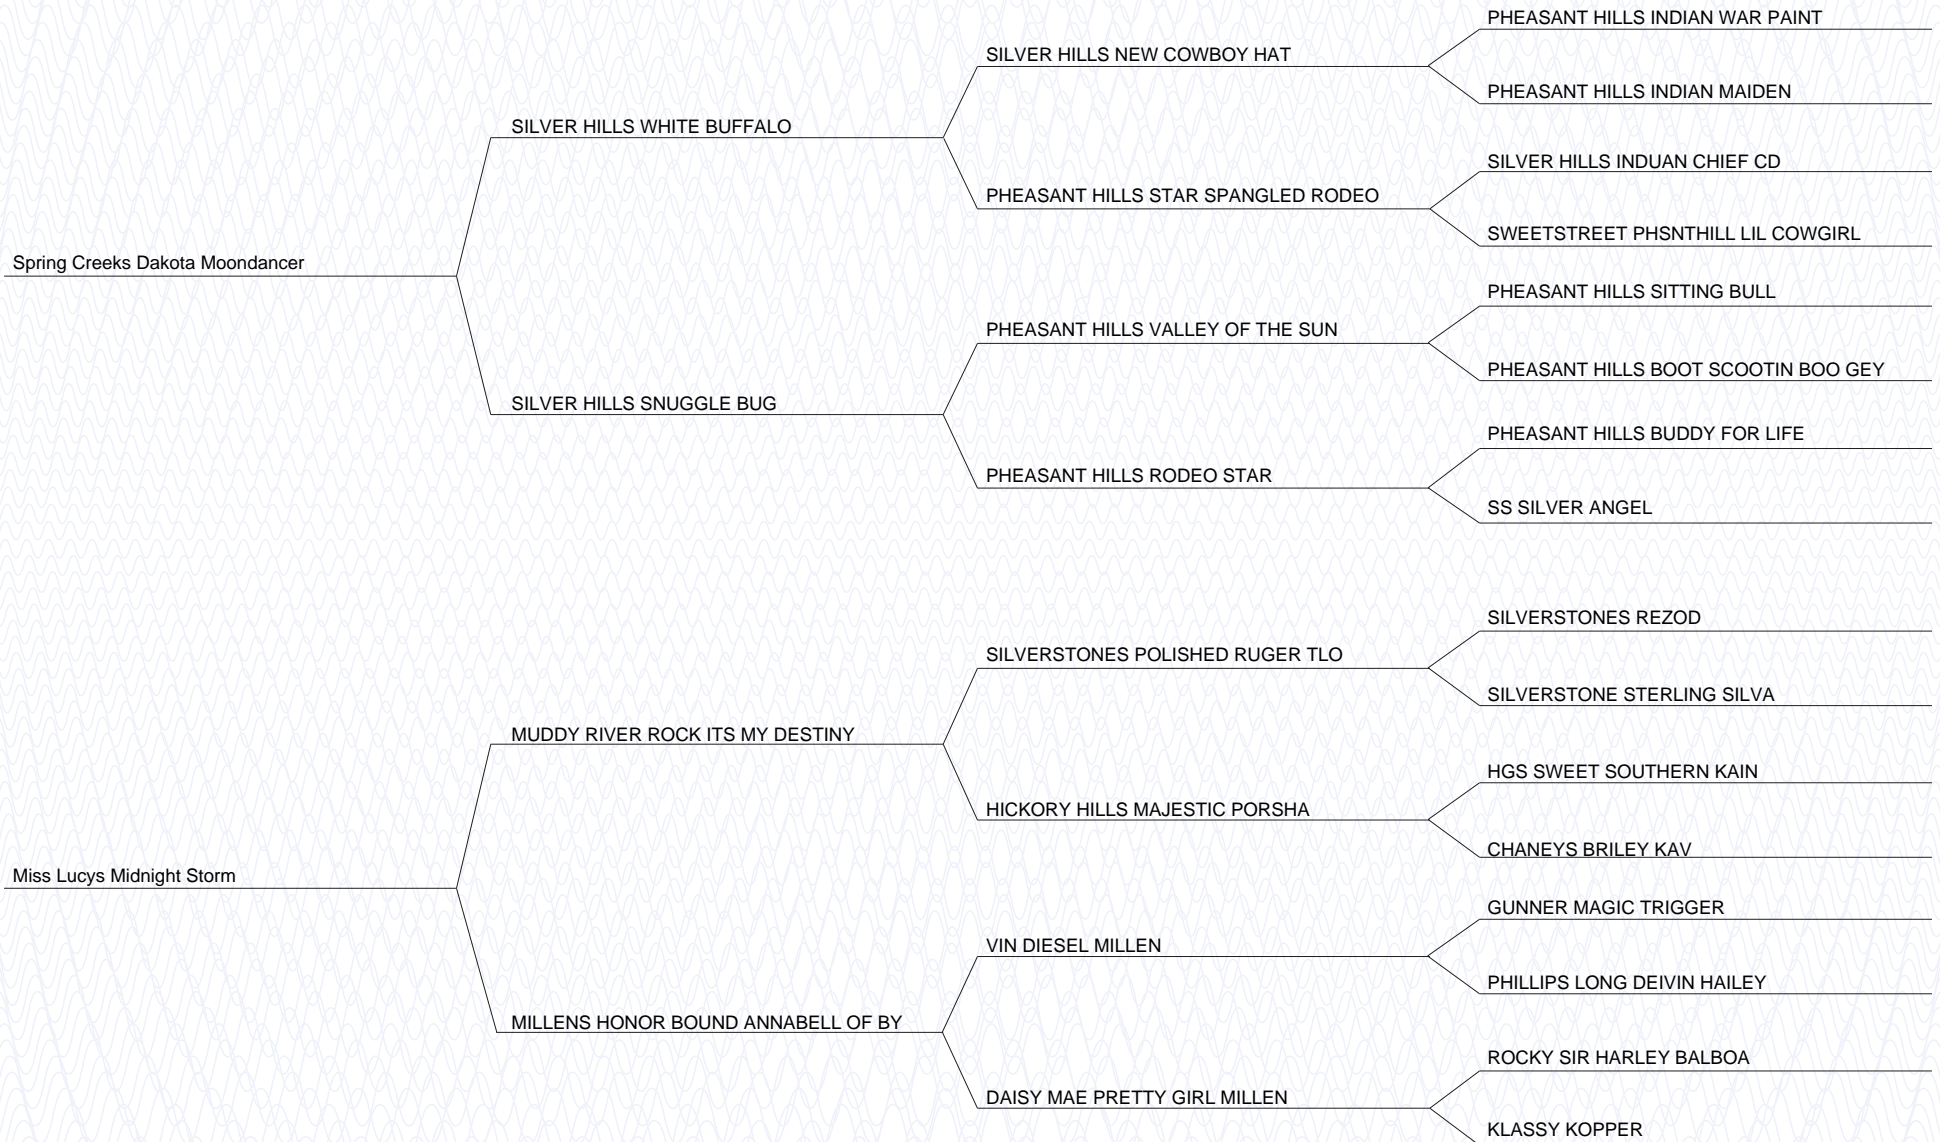 PHEASANT HILLS INDIAN WAR PAINT
SILVER HILLS NEW COWBOY HAT
PHEASANT HILLS INDIAN MAIDEN
SILVER HILLS WHITE BUFFALO
SILVER HILLS INDUAN CHIEF CD
PHEASANT HILLS STAR SPANGLED RODEO
SWEETSTREET PHSNTHILL LIL COWGIRL
Spring Creeks Dakota Moondancer
PHEASANT HILLS SITTING BULL
PHEASANT HILLS VALLEY OF THE SUN
PHEASANT HILLS BOOT SCOOTIN BOO GEY
SILVER HILLS SNUGGLE BUG
PHEASANT HILLS BUDDY FOR LIFE
PHEASANT HILLS RODEO STAR
SS SILVER ANGEL
SILVERSTONES REZOD
SILVERSTONES POLISHED RUGER TLO
SILVERSTONE STERLING SILVA
MUDDY RIVER ROCK ITS MY DESTINY
HGS SWEET SOUTHERN KAIN
HICKORY HILLS MAJESTIC PORSHA
CHANEYS BRILEY KAV
Miss Lucys Midnight Storm
GUNNER MAGIC TRIGGER
VIN DIESEL MILLEN
PHILLIPS LONG DEIVIN HAILEY
MILLENS HONOR BOUND ANNABELL OF BY
ROCKY SIR HARLEY BALBOA
DAISY MAE PRETTY GIRL MILLEN
KLASSY KOPPER